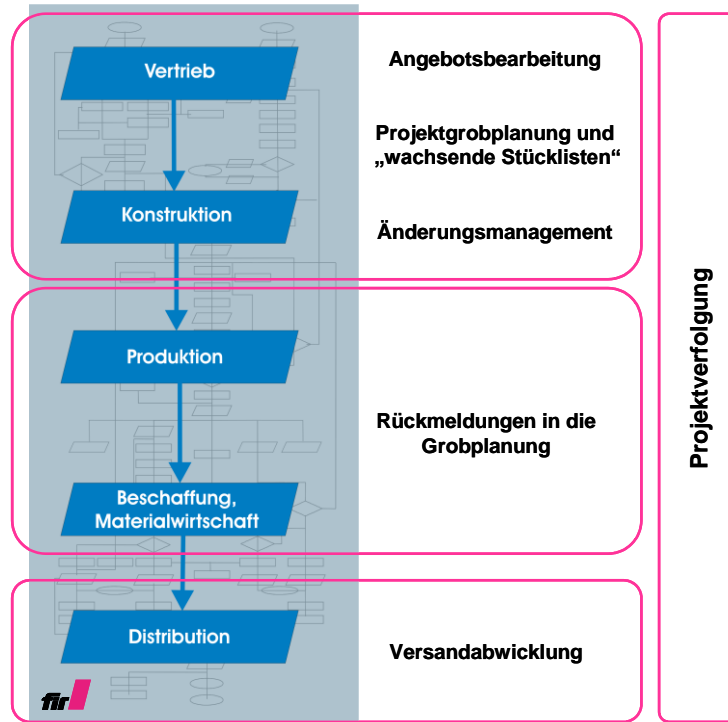 Vertrieb
Angebotsbearbeitung
Projektgrobplanung und
„wachsende Stücklisten“
Konstruktion
Änderungsmanagement
Produktion
Rückmeldungen in die
Grobplanung
Beschaffung,
Materialwirtschaft
Distribution
Versandabwicklung
fir
Projektverfolgung